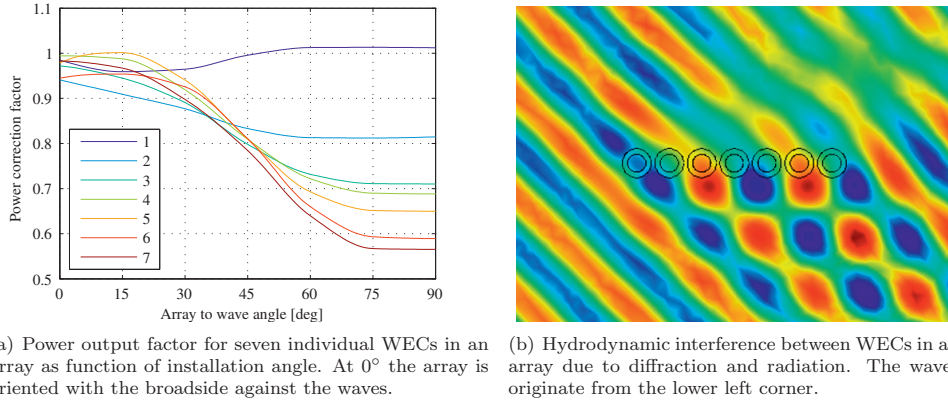 1.1
1
0.9
0.8
0.7
0.6
0.5
Power correction factor
1
2
3
4
5
6
7
0 15 30 45 60 75 90
Array to wave angle [deg]
a) Power output factor for seven individual WECs in an
rray as function of installation angle. At 0° the array is
riented with the broadside against the waves.
(b) Hydrodynamic interference between WECs in a
array due to diffraction and radiation. The wave
originate from the lower left corner.